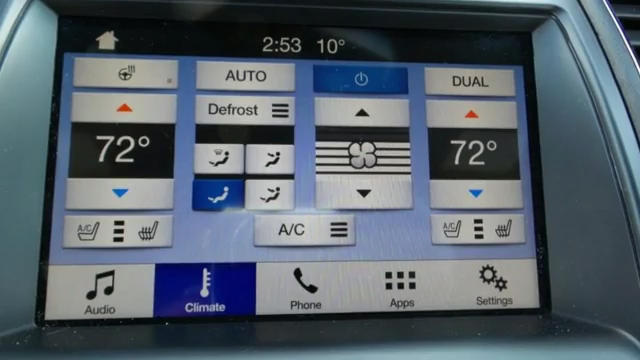 2:53 10°
AUTO
DUAL
Defrost
72°
72°
A/C
A/C
A/C
Audio
Climate
Phone
Apps
Settings